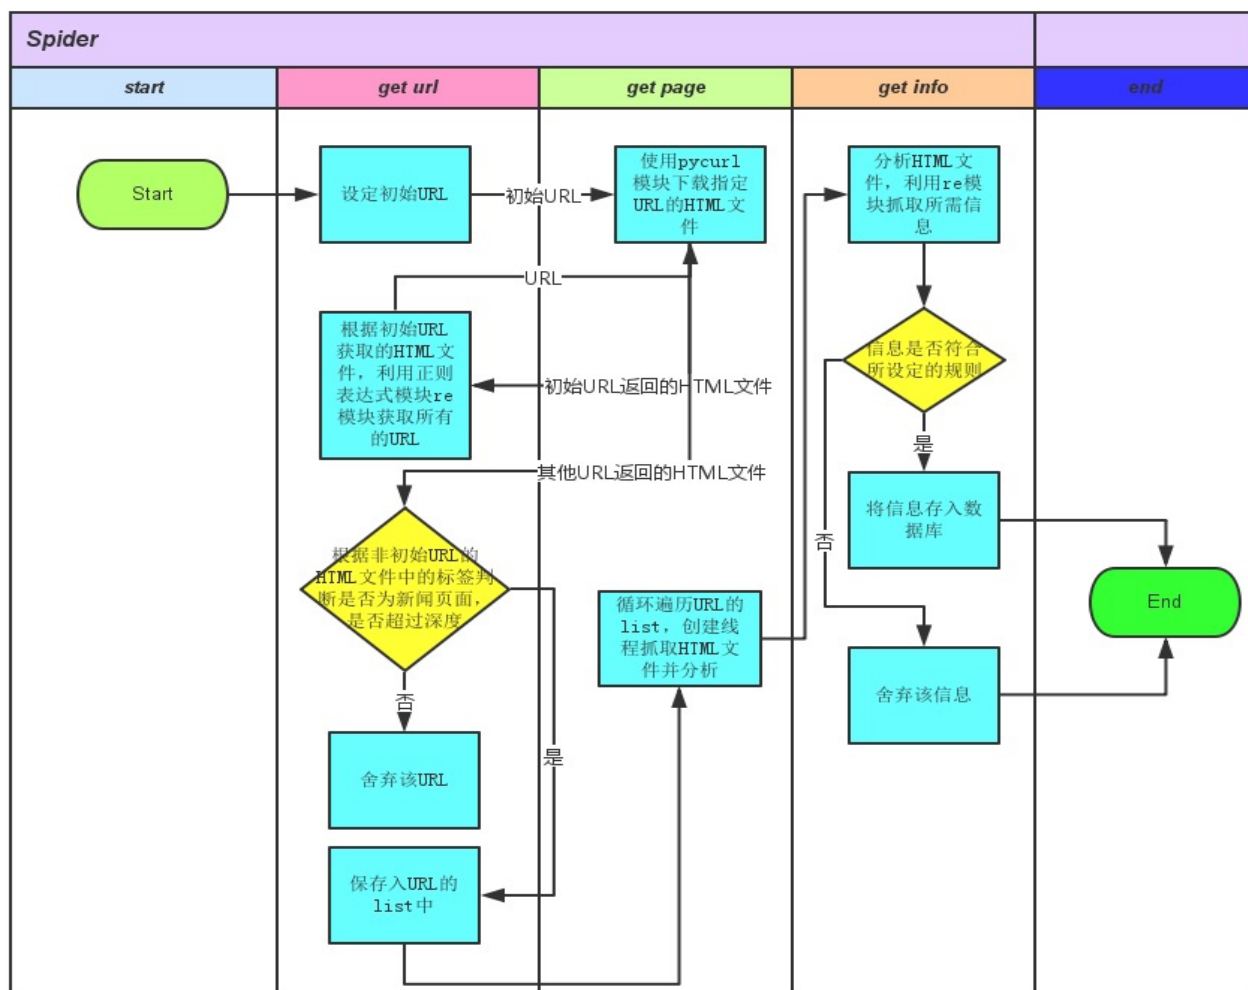 Spider
start
get url
get page
get info
end
Start
设定初始URL
初始URL
使用pycurl
模块下载指定
URL的HTML文
件
分析HTML文
件，利用re模
块抓取所需信
息
URL
根据初始URL
获取的HTML文
件，利用正则
表达式模块re
模块获取所有
的URL
初始URL返回的HTML文件
信息是否符合
所设定的规则
是
其他URL返回的HTML文件
将信息存入数
据库
否
根据非初始URL的
HTML文件中的标签判
断是否为新闻页面，
是否超过深度
循环遍历URL的
list，创建线
程抓取HTML文
件并分析
End
否
舍弃该信息
是
舍弃该URL
保存入URL的
list中